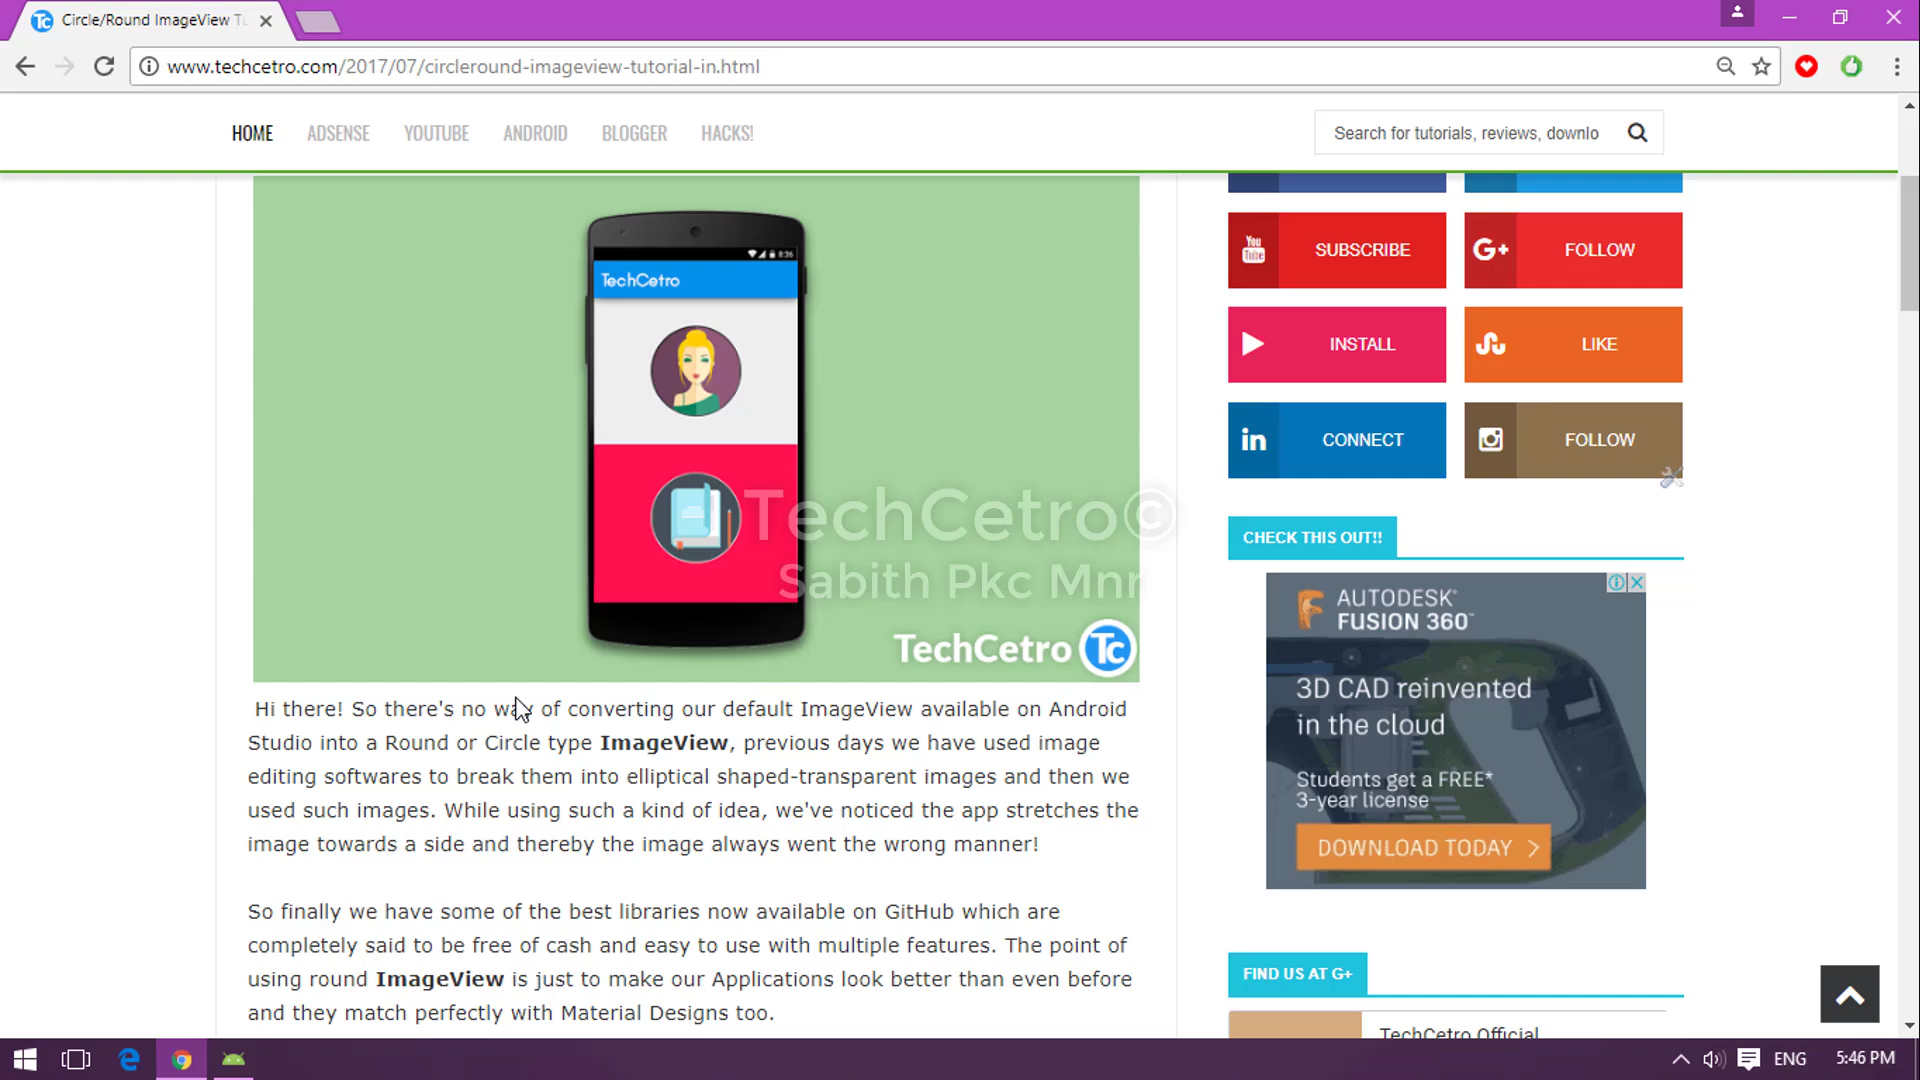 Circle/Round ImageView Tu
www.techcetro.com/2017/07/circleround-imageview-tutorial-in.html
HOME ADSENSE YOUTUBE ANDROID BLOGGER HACKS!
Search for tutorials, reviews, downlo
8:36
TechCetro
TechCetro©
Sabith Pkc Mnr
TechCetro Tc
Hi there! So there's no way of converting our default ImageView available on Android
Studio into a Round or Circle type ImageView, previous days we have used image
editing softwares to break them into elliptical shaped-transparent images and then we
used such images. While using such a kind of idea, we've noticed the app stretches the
image towards a side and thereby the image always went the wrong manner!
So finally we have some of the best libraries now available on GitHub which are
completely said to be free of cash and easy to use with multiple features. The point of
using round ImageView is just to make our Applications look better than even before
and they match perfectly with Material Designs too.
You Tube SUBSCRIBE
G+ FOLLOW
INSTALL
LIKE
in CONNECT
FOLLOW
CHECK THIS OUT!!
AUTODESK®
FUSION 360™
3D CAD reinvented
in the cloud
Students get a FREE*
3-year license
DOWNLOAD TODAY >
FIND US AT G+
TechCetro Official
ENG 5:46 PM